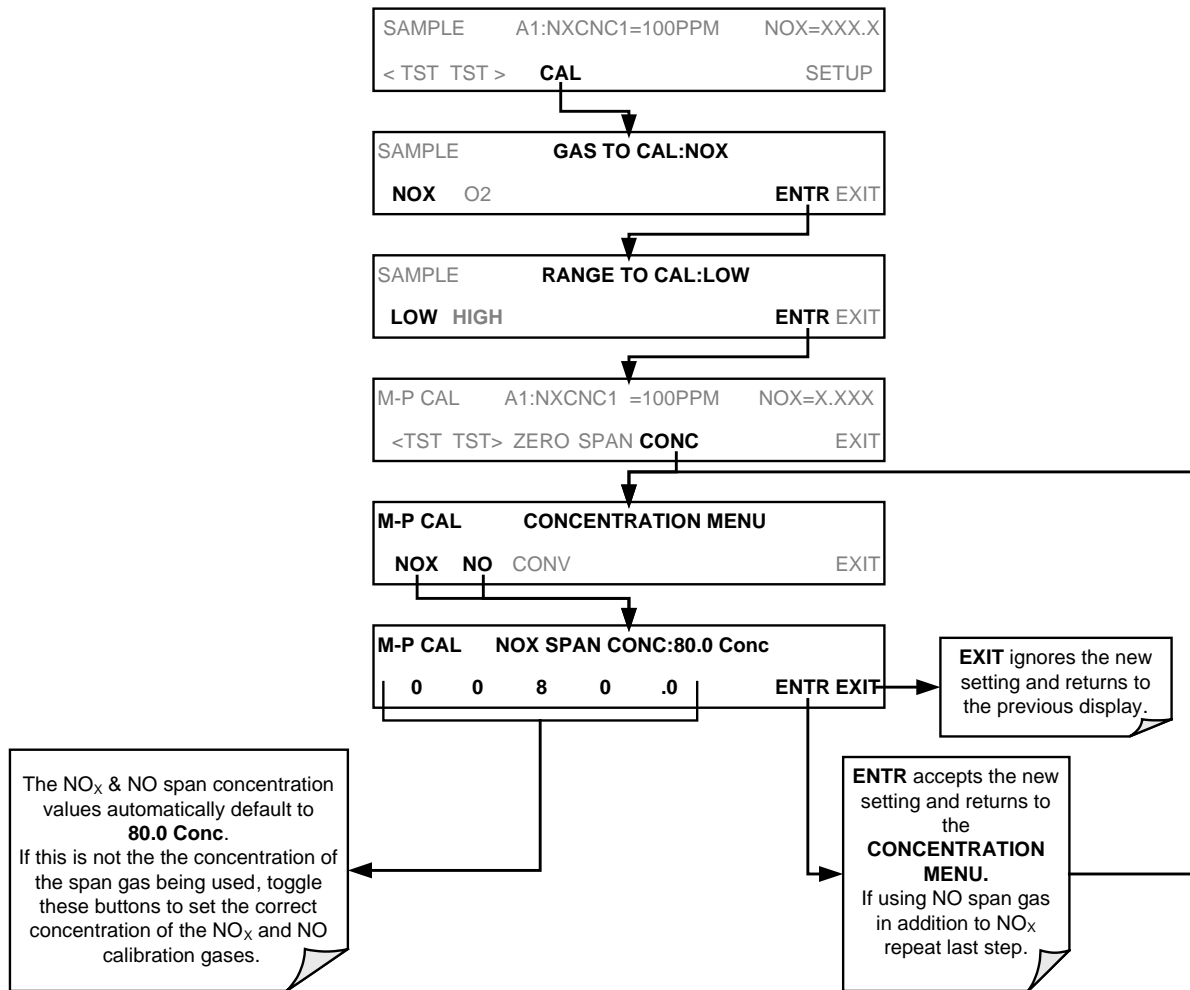 SAMPLE A1:NXCNC1=100PPM NOX=XXX.X
< TST TST > CAL SETUP
SAMPLE GAS TO CAL:NOX
NOX O2 ENTR EXIT
SAMPLE RANGE TO CAL:LOW
LOW HIGH ENTR EXIT
M-P CAL A1:NXCNC1 =100PPM NOX=X.XXX
<TST TST> ZERO SPAN CONC EXIT
M-P CAL CONCENTRATION MENU
NOX NO CONV EXIT
M-P CAL NOX SPAN CONC:80.0 Conc
0 0 8 0 .0 ENTR EXIT
EXIT ignores the new
setting and returns to
the previous display.
The NOX & NO span concentration
values automatically default to
80.0 Conc.
If this is not the the concentration of
the span gas being used, toggle
these buttons to set the correct
concentration of the NOX and NO
calibration gases.
ENTR accepts the new
setting and returns to
the
CONCENTRATION
MENU.
If using NO span gas
in addition to NOX
repeat last step.